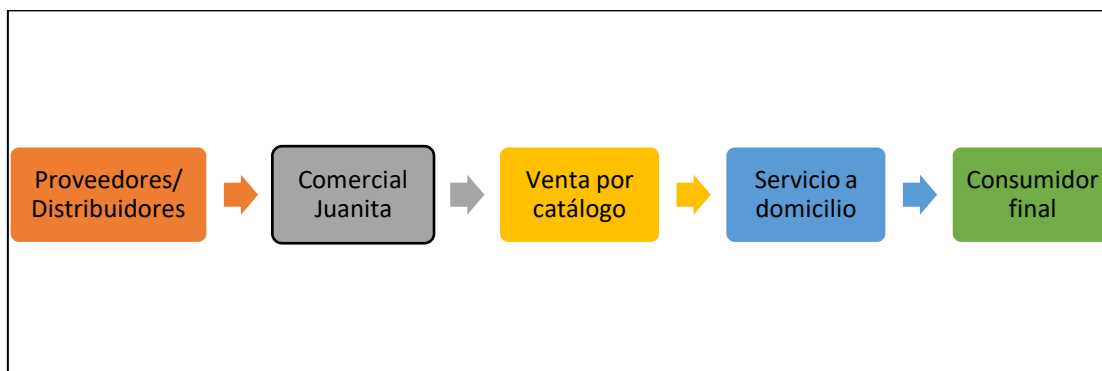 Proveedores/
Distribuidores
Comercial
Juanita
Venta por
catálogo
Servicio a
domicilio
Consumidor
final